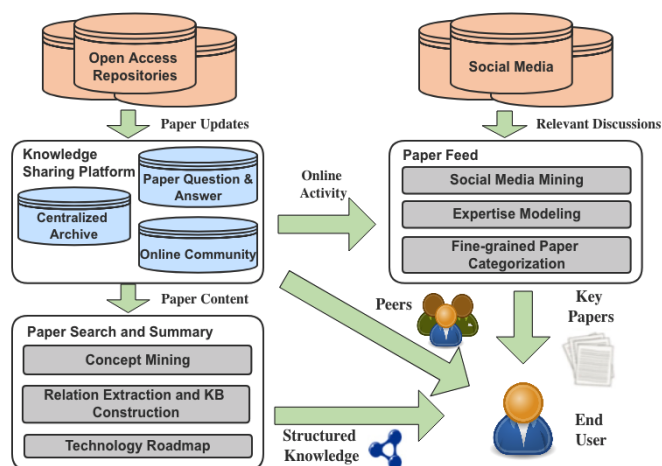 Open Access
Repositories
Social Media
Paper Updates
Relevant Discussions
Knowledge
Sharing Platform
Paper Question &
Answer
Centralized
Archive
Online Community
Online
Activity
Paper Feed
Social Media Mining
Expertise Modeling
Fine-grained Paper
Categorization
Paper Content
Peers
Key
Papers
Paper Search and Summary
Concept Mining
Relation Extraction and KB
Construction
Technology Roadmap
Structured
Knowledge
End
User